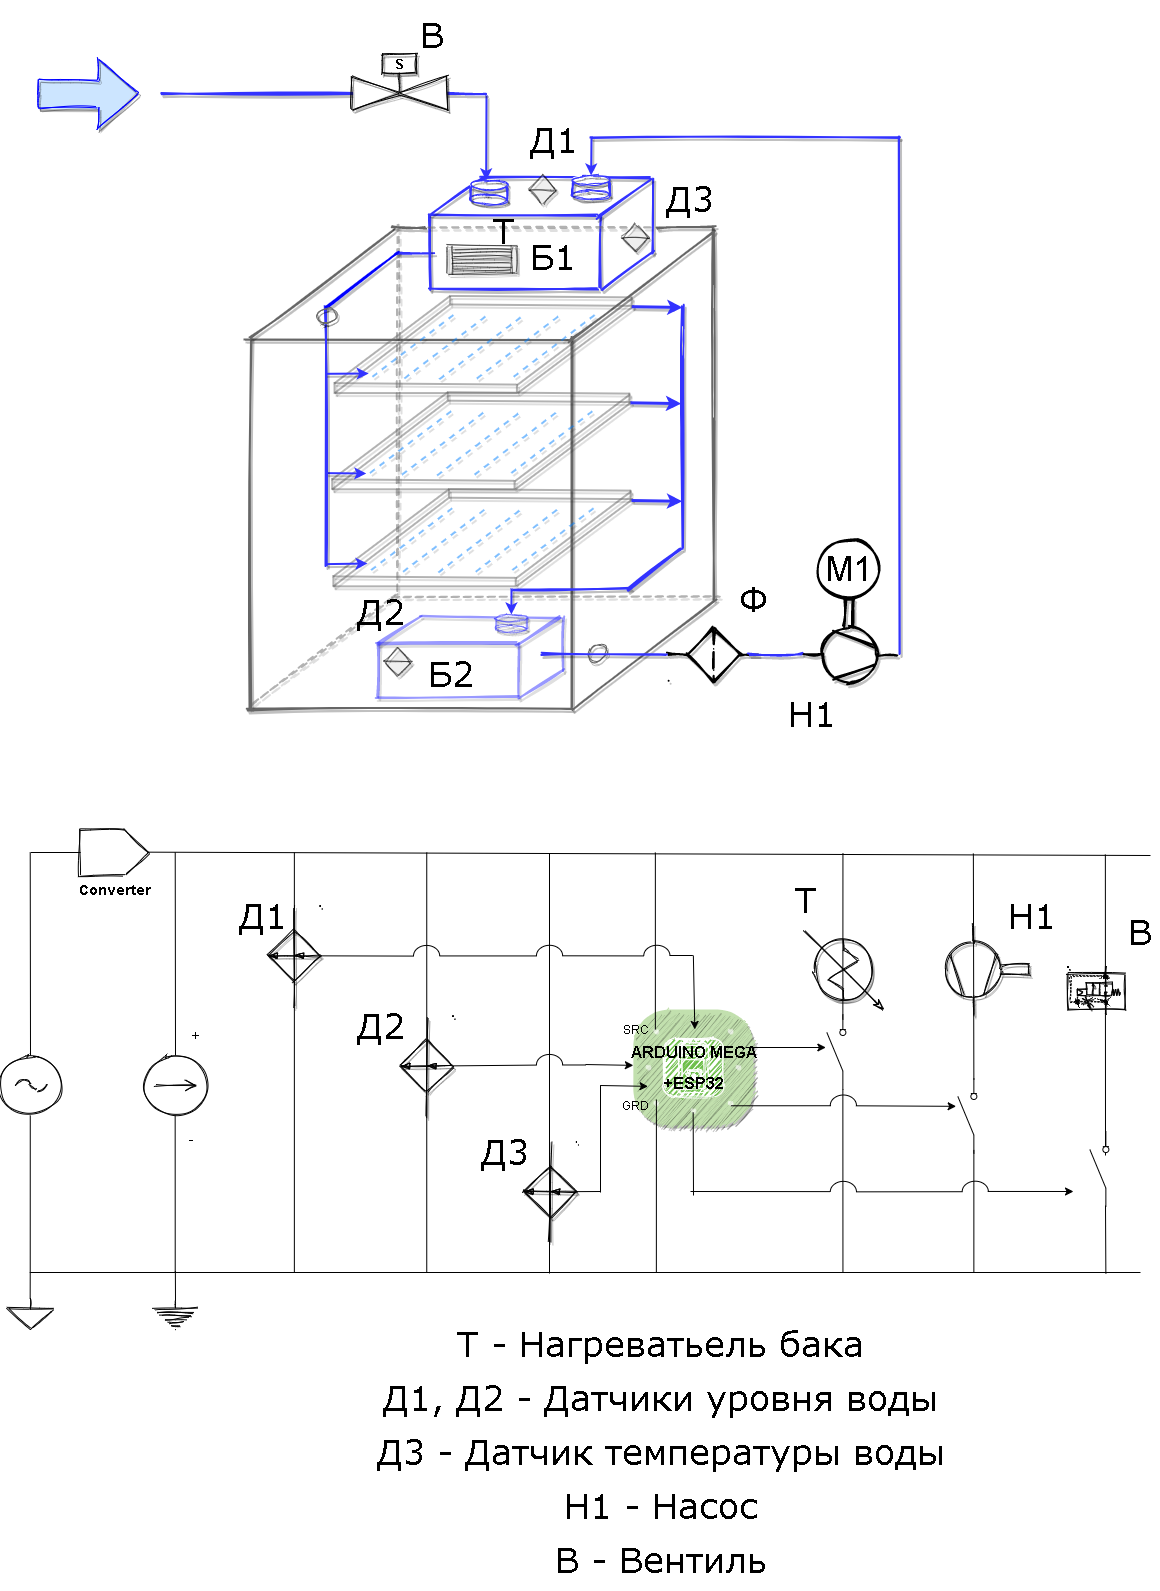 В
S
Д1
Д3
Т
Б1
Д2
Б2
Ф
М1
Н1
Converter
Д1
Т
Н1
В
Д2
+
SRC
ARDUINO MEGA
+ESP32
GRD
-
Д3
Т - Нагреватьель бака
Д1, Д2 - Датчики уровня воды
Д3 - Датчик температуры воды
Н1 - Насос
В - Вентиль